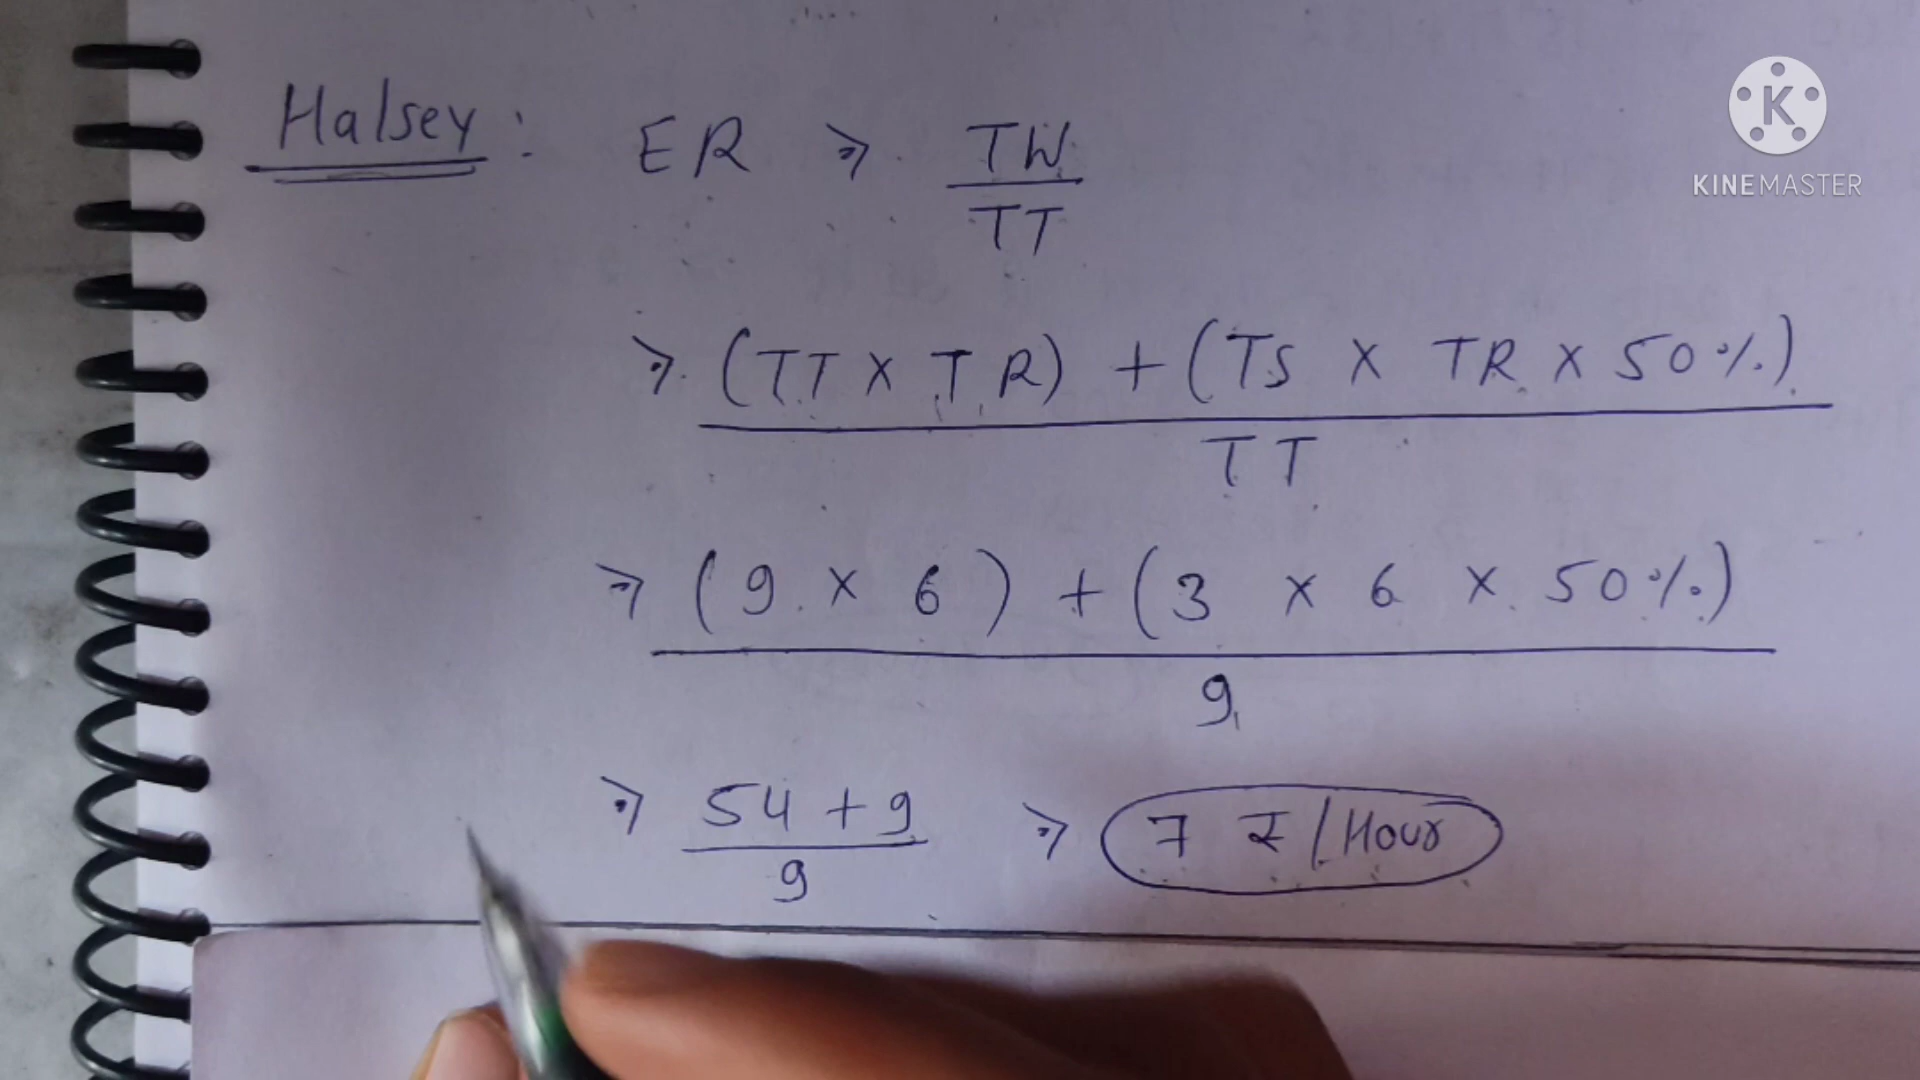 Halsey : ER ⇒ TW
TT
KINEMASTER
⇒ (TT X TR) + (TS X TR X 50%)
TT
⇒ (9 X 6) + (3 X 6 X 50%)
9
⇒ 54 + 9 ⇒ 7 ₹ / Hour
9